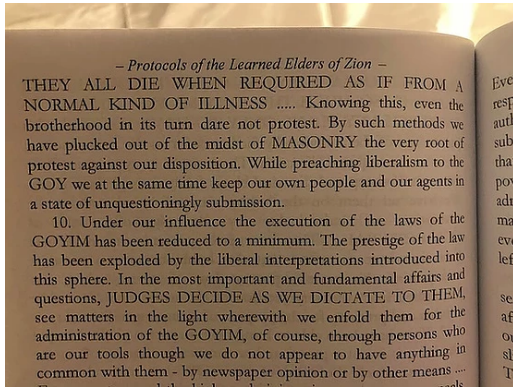 – Protocols of the Learned Elders of Zion –
THEY ALL DIE WHEN REQUIRED AS IF FROM A
NORMAL KIND OF ILLNESS ..... Knowing this, even the
brotherhood in its turn dare not protest. By such methods we
have plucked out of the midst of MASONRY the very root of
protest against our disposition. While preaching liberalism to the
GOY we at the same time keep our own people and our agents in
a state of unquestioningly submission.
10. Under our influence the execution of the laws of the
GOYIM has been reduced to a minimum. The prestige of the law
has been exploded by the liberal interpretations introduced into
this sphere. In the most important and fundamental affairs and
questions, JUDGES DECIDE AS WE DICTATE TO THEM,
see matters in the light wherewith we enfold them for the
administration of the GOYIM, of course, through persons who
are our tools though we do not appear to have anything in
common with them - by newspaper opinion or by other means ....